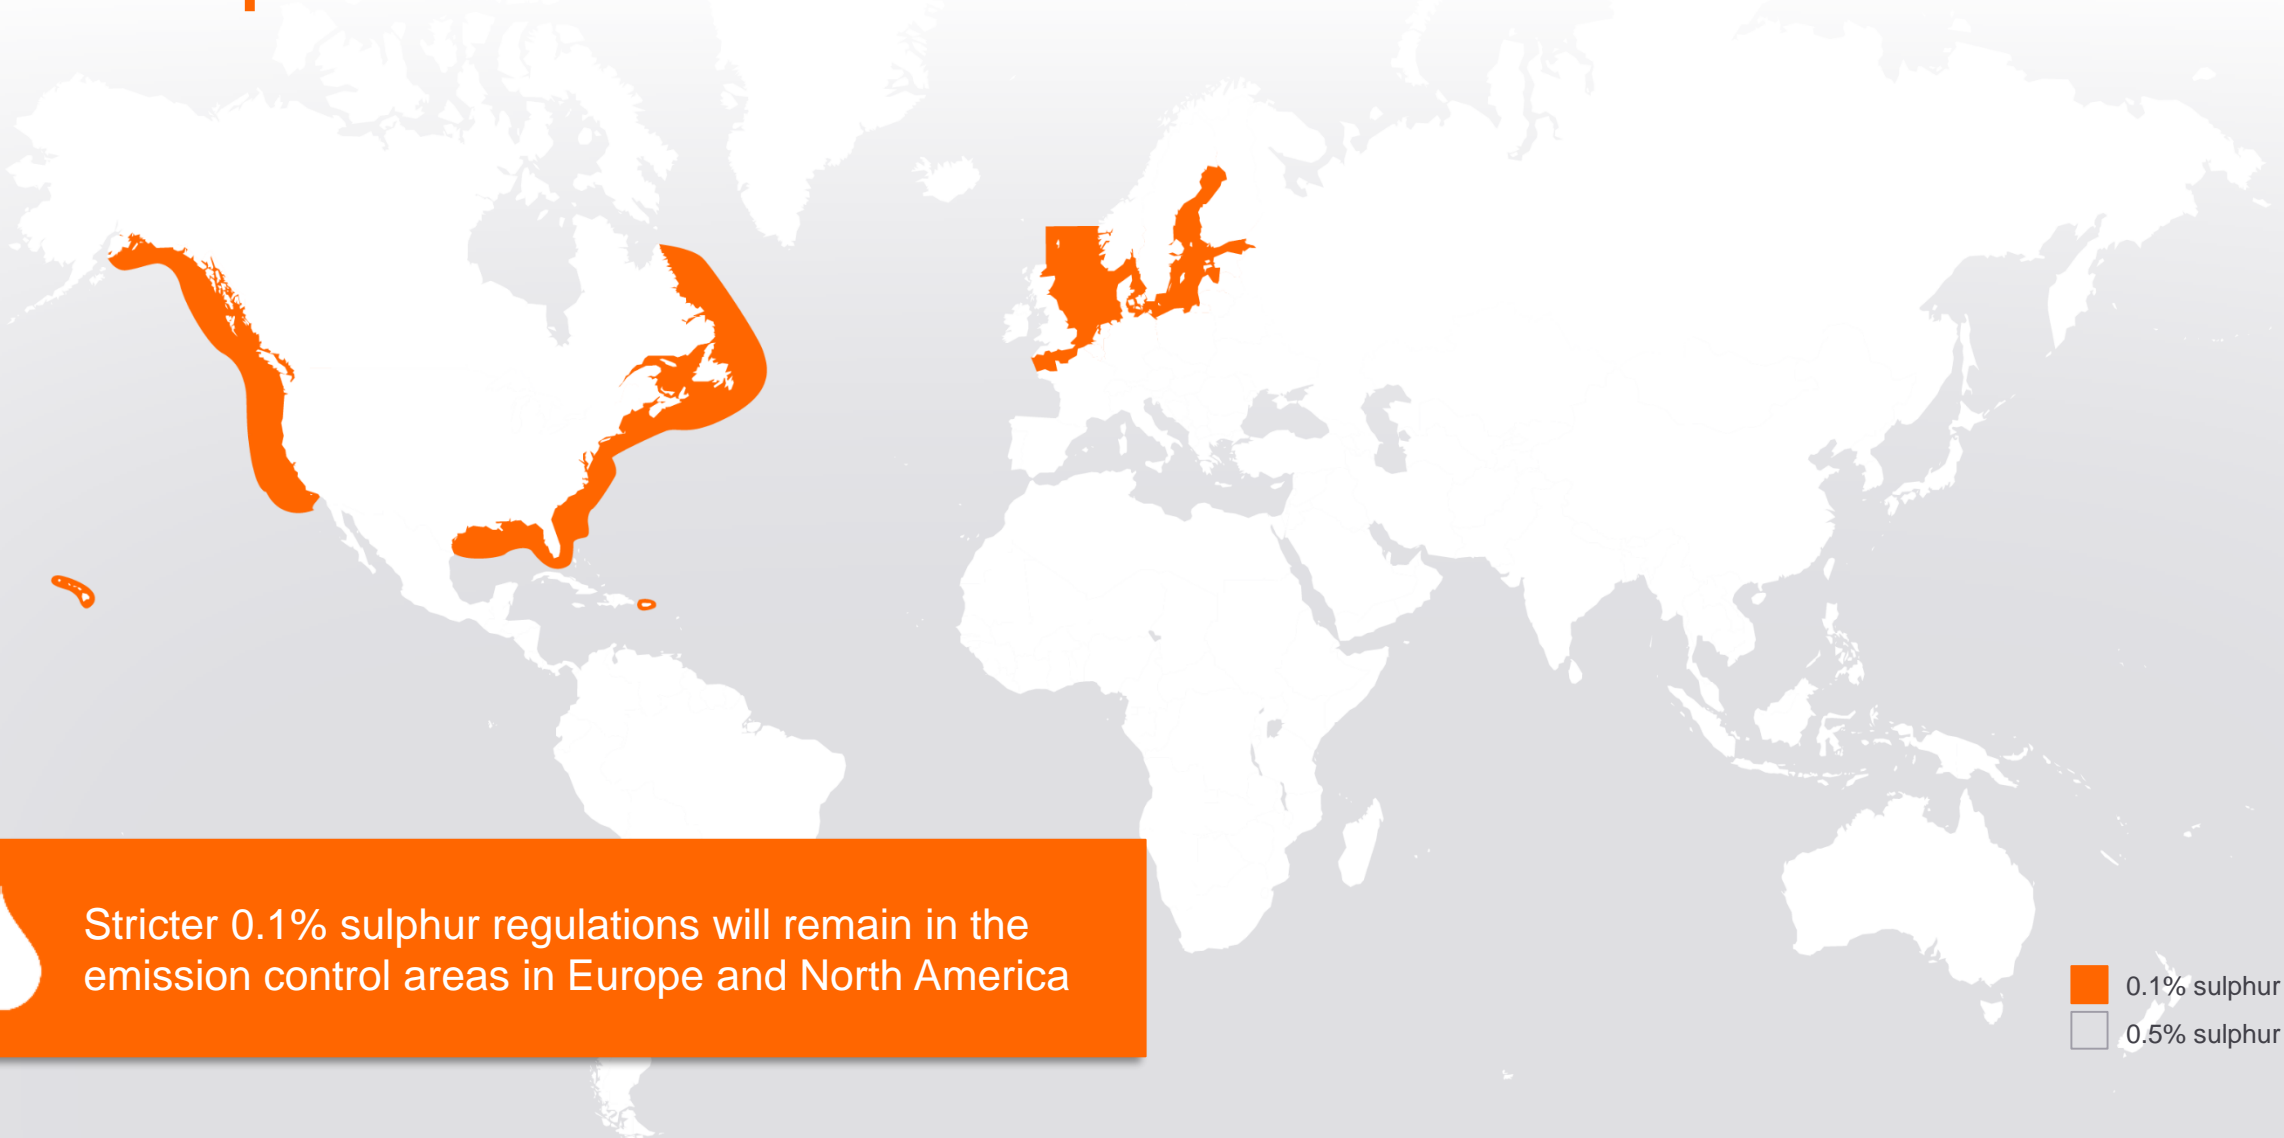 Stricter 0.1% sulphur regulations will remain in the
emission control areas in Europe and North America
0.1% sulphur
0.5% sulphur